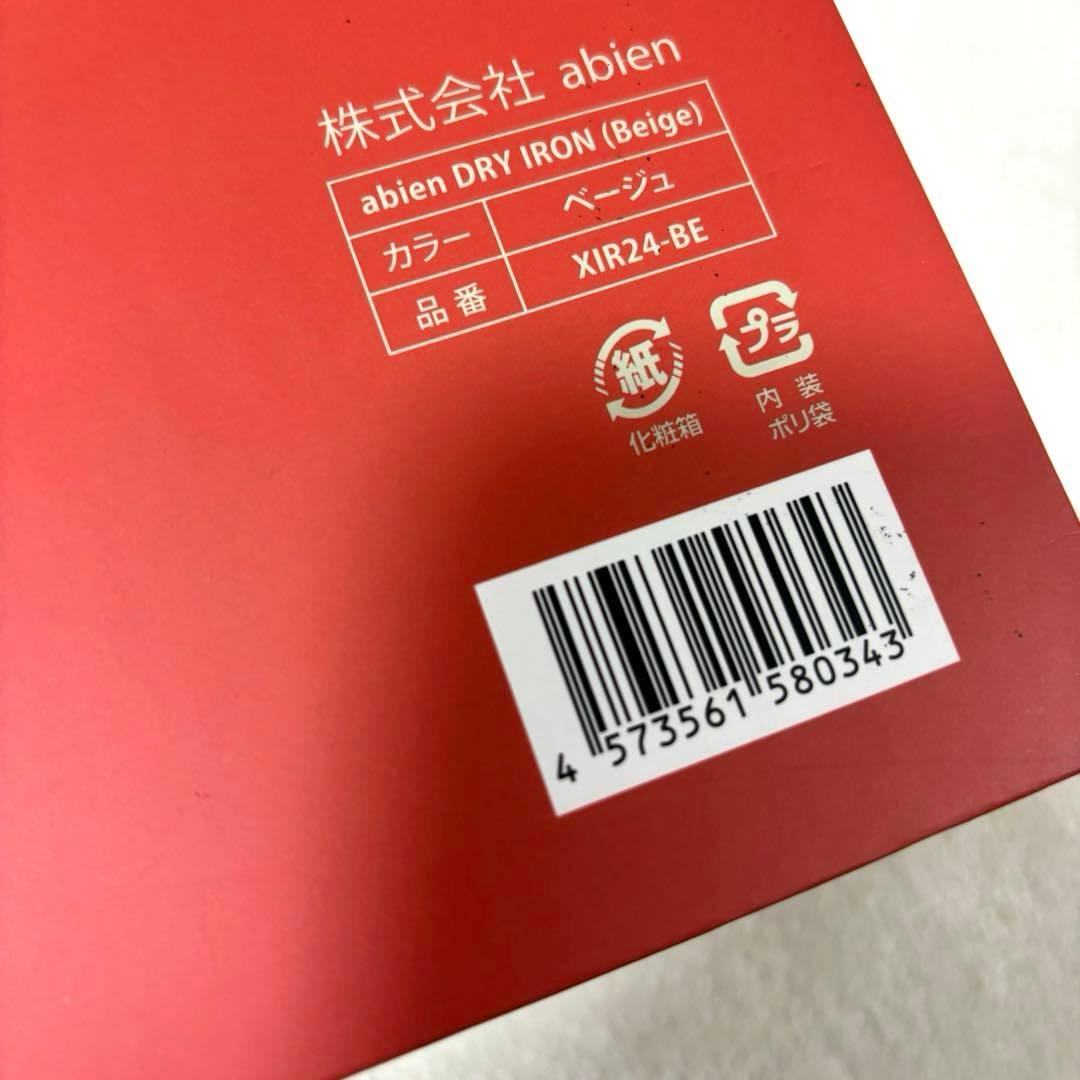 株式会社 abien
abien DRY IRON (Beige)
カラー ベージュ
品番 XIR24-BE
紙 プラ
化粧箱 内装
ポリ袋
4 573561 580343